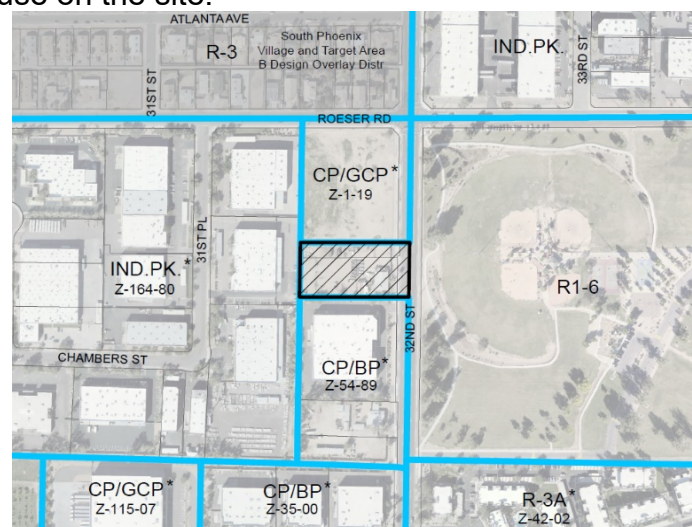 use on the site.
ATLANTA AVE
R-3
South Phoenix
Village and Target Area
B Design Overlay Distr
IND.PK.
31ST ST
33RD ST
ROESER RD
CP/GCP*
Z-1-19
31ST PL
IND.PK.*
Z-164-80
R1-6
32ND ST
CHAMBERS ST
CP/BP*
Z-54-89
CP/GCP*
Z-115-07
CP/BP*
Z-35-00
R-3A*
Z-42-02